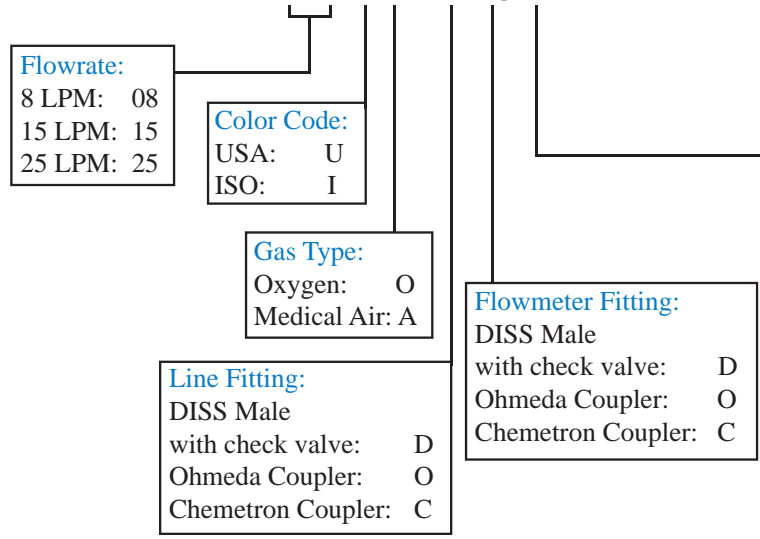 Flowrate:
8 LPM: 08
15 LPM: 15
25 LPM: 25
Color Code:
USA: U
ISO: I
Gas Type:
Oxygen: O
Medical Air: A
Flowmeter Fitting:
DISS Male
with check valve: D
Ohmeda Coupler: O
Chemetron Coupler: C
Line Fitting:
DISS Male
with check valve: D
Ohmeda Coupler: O
Chemetron Coupler: C